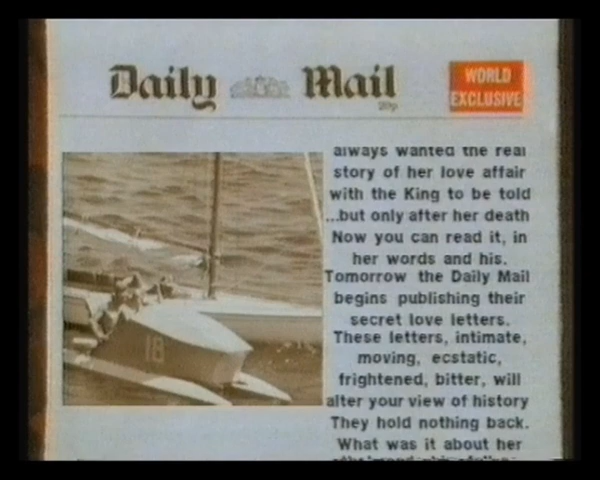 Daily Mail
20p
WORLD
EXCLUSIVE
always wanted the real
story of her love affair
with the King to be told
...but only after her death
Now you can read it, in
her words and his.
Tomorrow the Daily Mail
begins publishing their
secret love letters.
These letters, intimate,
moving, ecstatic,
frightened, bitter, will
alter your view of history
They hold nothing back.
What was it about her
18